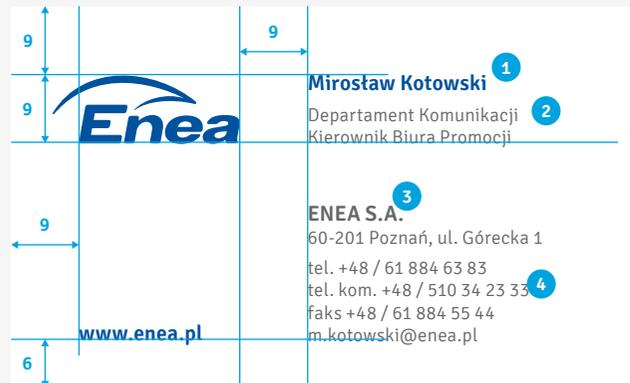 9
9
1
Mirosław Kotowski
9
Enea
Departament Komunikacji
2
Kierownik Biura Promocji
3
ENEA S.A.
9
60-201 Poznań, ul. Górecka 1
tel. +48 / 61 884 63 83
tel. kom. +48 / 510 34 23 33
4
faks +48 / 61 884 55 44
www.enea.pl
m.kotowski@enea.pl
6